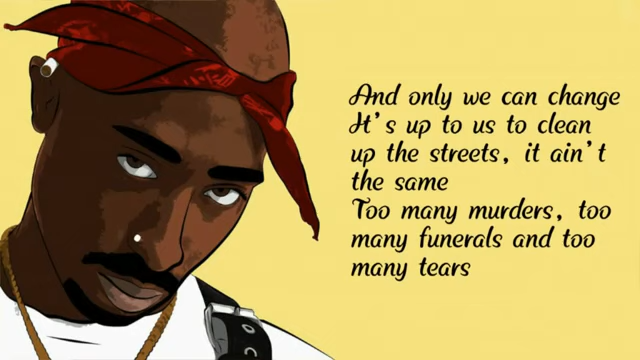 And only we can change
It's up to us to clean
up the streets, it ain't
the same
Too many murders, too
many funerals and too
many tears